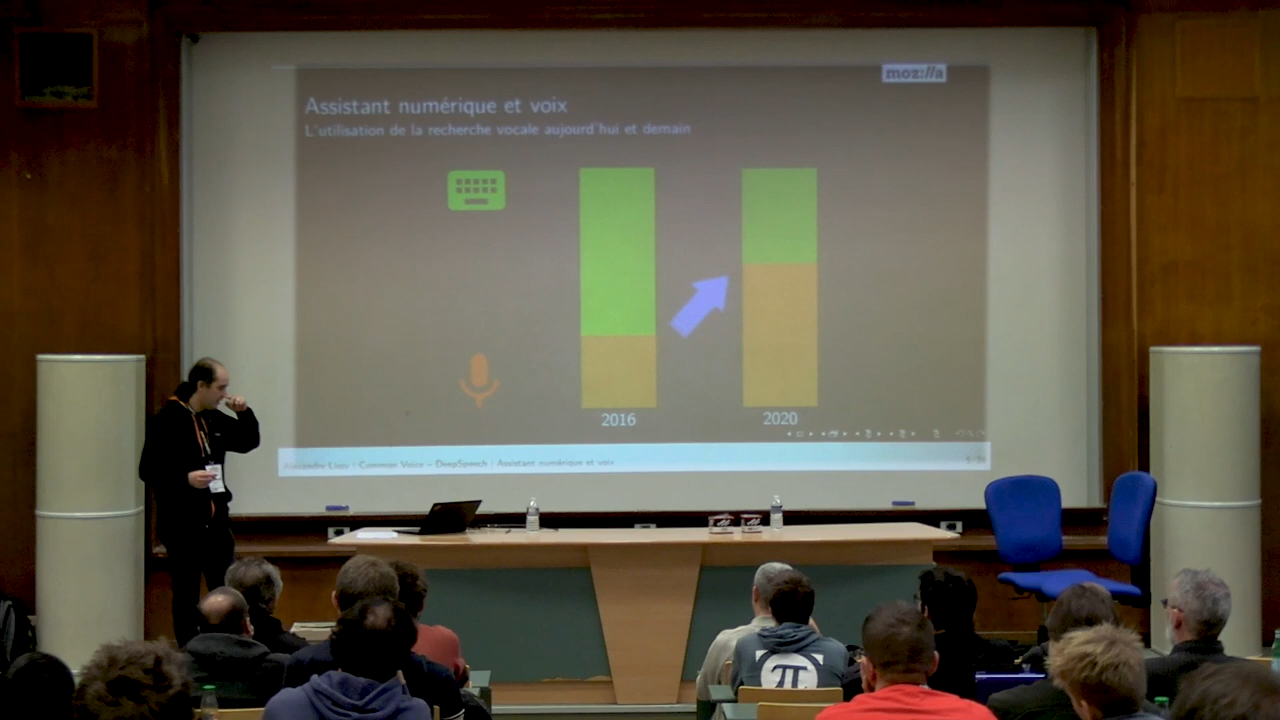 moz://a
Assistant numérique et voix
L'utilisation de la recherche vocale aujourd'hui et demain
2016
2020
Common Voice – DeepSpeech | Assistant numérique et voix
π